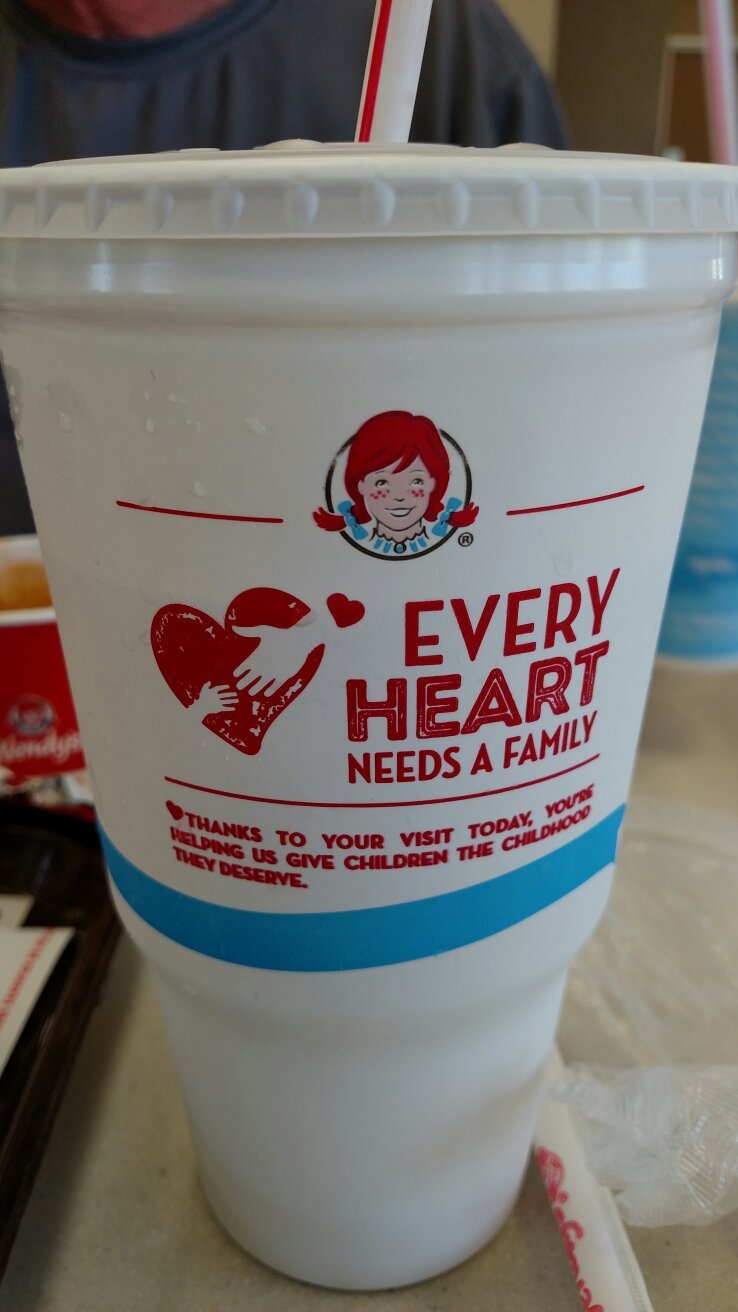 ®
EVERY
HEART
NEEDS A FAMILY
THANKS TO YOUR VISIT TODAY, YOU'RE
HELPING US GIVE CHILDREN THE CHILDHOOD
THEY DESERVE.
Wendy's